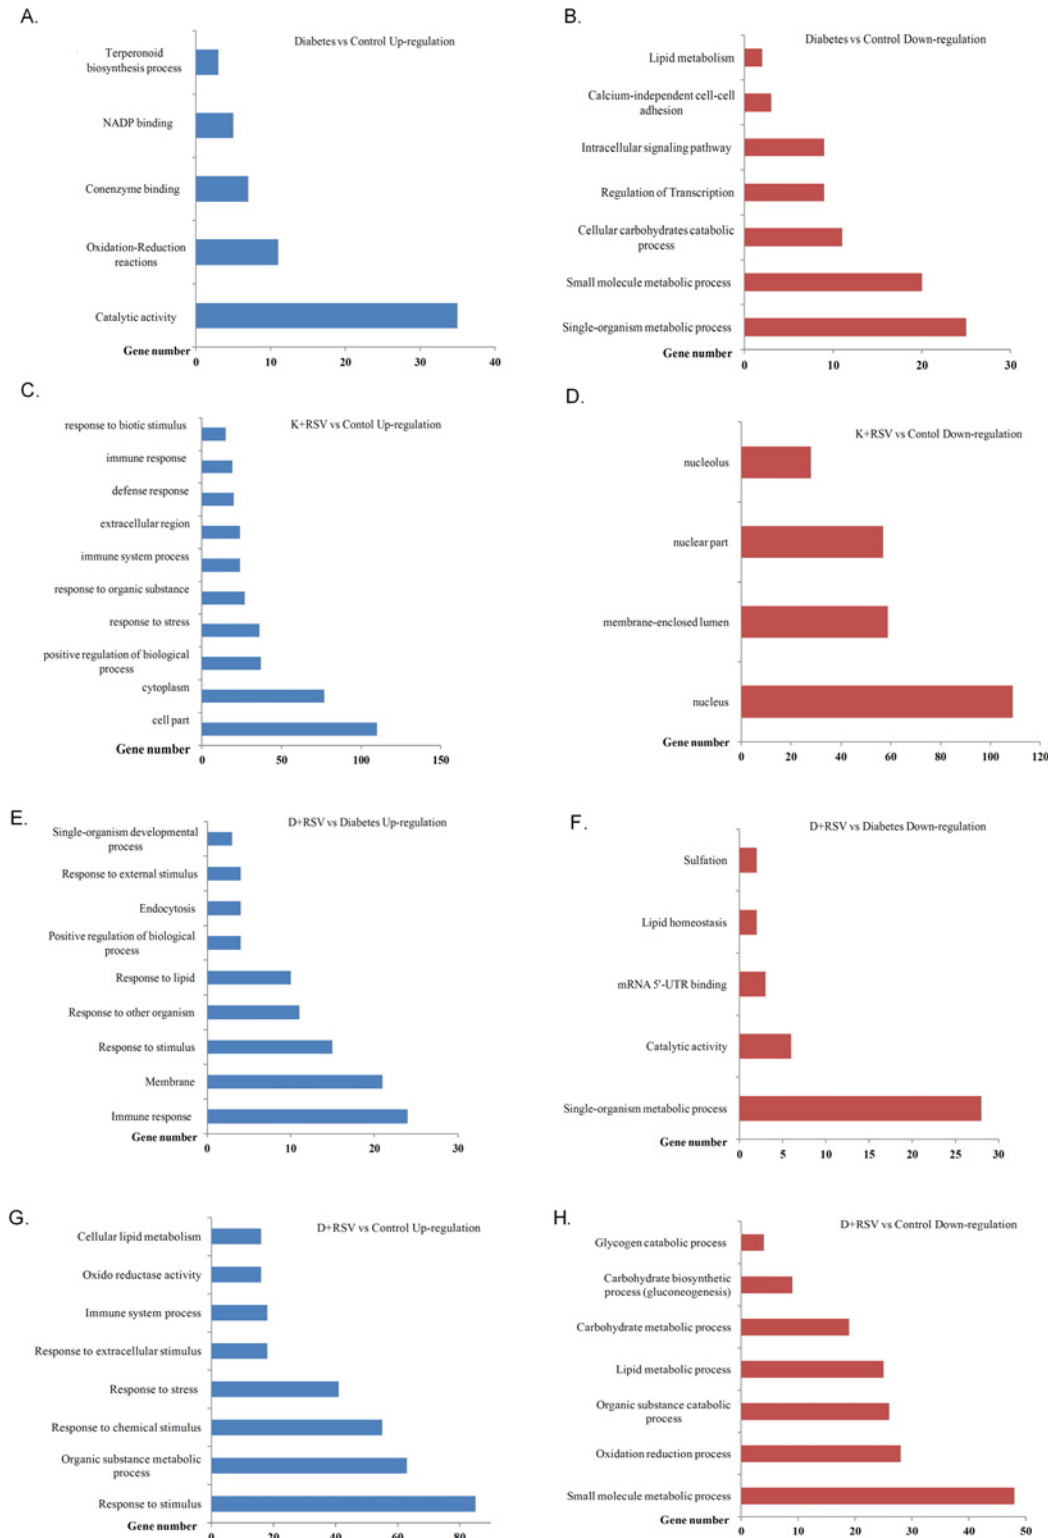 A.
Diabetes vs Control Up-regulation
Terperonoid
biosynthesis process
NADP binding
Conenzyme binding
Oxidation-Reduction
reactions
Catalytic activity
Gene number
0 10 20 30 40
B.
Diabetes vs Control Down-regulation
Lipid metabolism
Calcium-independent cell-cell
adhesion
Intracellular signaling pathway
Regulation of Transcription
Cellular carbohydrates catabolic
process
Small molecule metabolic process
Single-organism metabolic process
Gene number
0 10 20 30
C.
K+RSV vs Contol Up-regulation
response to biotic stimulus
immune response
defense response
extracellular region
immune system process
response to organic substance
response to stress
positive regulation of biological
process
cytoplasm
cell part
Gene number
0 50 100 150
D.
K+RSV vs Contol Down-regulation
nucleolus
nuclear part
membrane-enclosed lumen
nucleus
Gene number
0 20 40 60 80 100 120
E.
D+RSV vs Diabetes Up-regulation
Single-organism developmental
process
Response to external stimulus
Endocytosis
Positive regulation of biological
process
Response to lipid
Response to other organism
Response to stimulus
Membrane
Immune response
Gene number
0 10 20 30
F.
D+RSV vs Diabetes Down-regulation
Sulfation
Lipid homeostasis
mRNA 5'-UTR binding
Catalytic activity
Single-organism metabolic process
Gene number
0 5 10 15 20 25 30
G.
D+RSV vs Control Up-regulation
Cellular lipid metabolism
Oxido reductase activity
Immune system process
Response to extracellular stimulus
Response to stress
Response to chemical stimulus
Organic substance metabolic
process
Response to stimulus
Gene number
0 20 40 60 80
H.
D+RSV vs Control Down-regulation
Glycogen catabolic process
Carbohydrate biosynthetic
process (gluconeogenesis)
Carbohydrate metabolic process
Lipid metabolic process
Organic substance catabolic
process
Oxidation reduction process
Small molecule metabolic process
Gene number
0 10 20 30 40 50